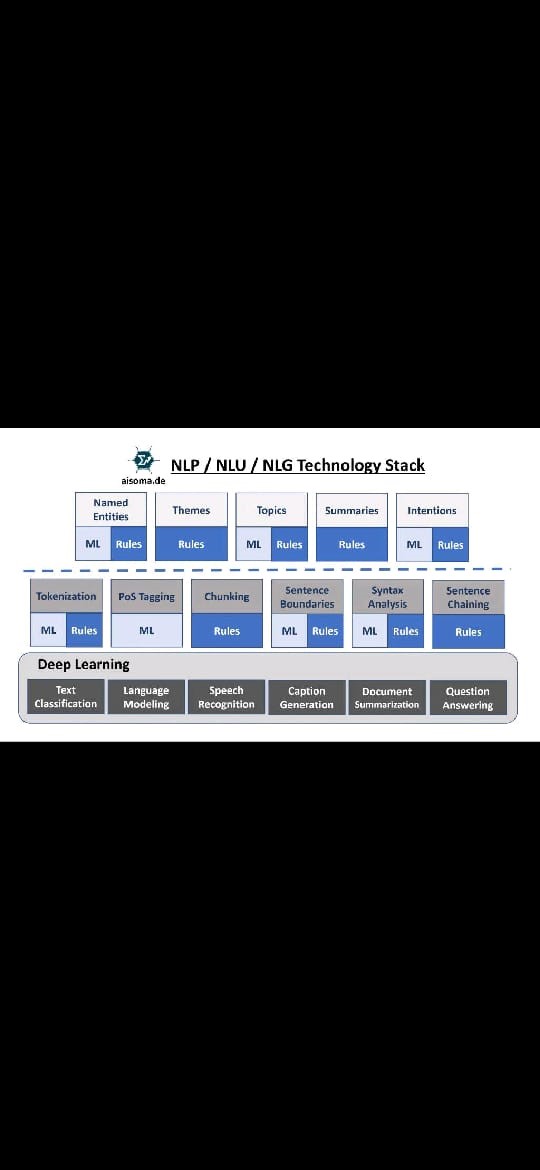 NLP / NLU / NLG Technology Stack
aisoma.de
Named
Entities
Themes
Topics
Summaries
Intentions
ML
Rules
Rules
ML
Rules
Rules
ML
Rules
Tokenization
PoS Tagging
Chunking
Sentence
Boundaries
Syntax
Analysis
Sentence
Chaining
ML
Rules
ML
Rules
ML
Rules
ML
Rules
Rules
Deep Learning
Text
Classification
Language
Modeling
Speech
Recognition
Caption
Generation
Document
Summarization
Question
Answering